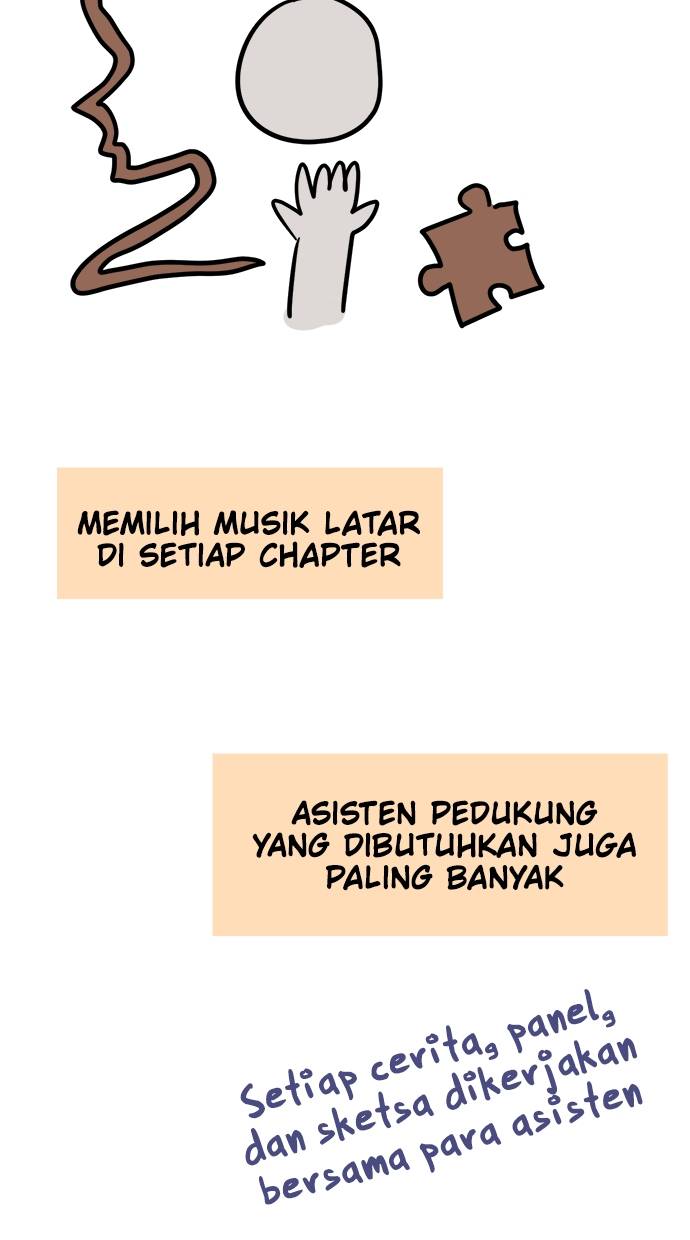 MEMILIH MUSIK LATAR
DI SETIAP CHAPTER
ASISTEN PEDUKUNG
YANG DIBUTUHKAN JUGA
PALING BANYAK
Setiap cerita, panel,
dan sketsa dikerjakan
bersama para asisten